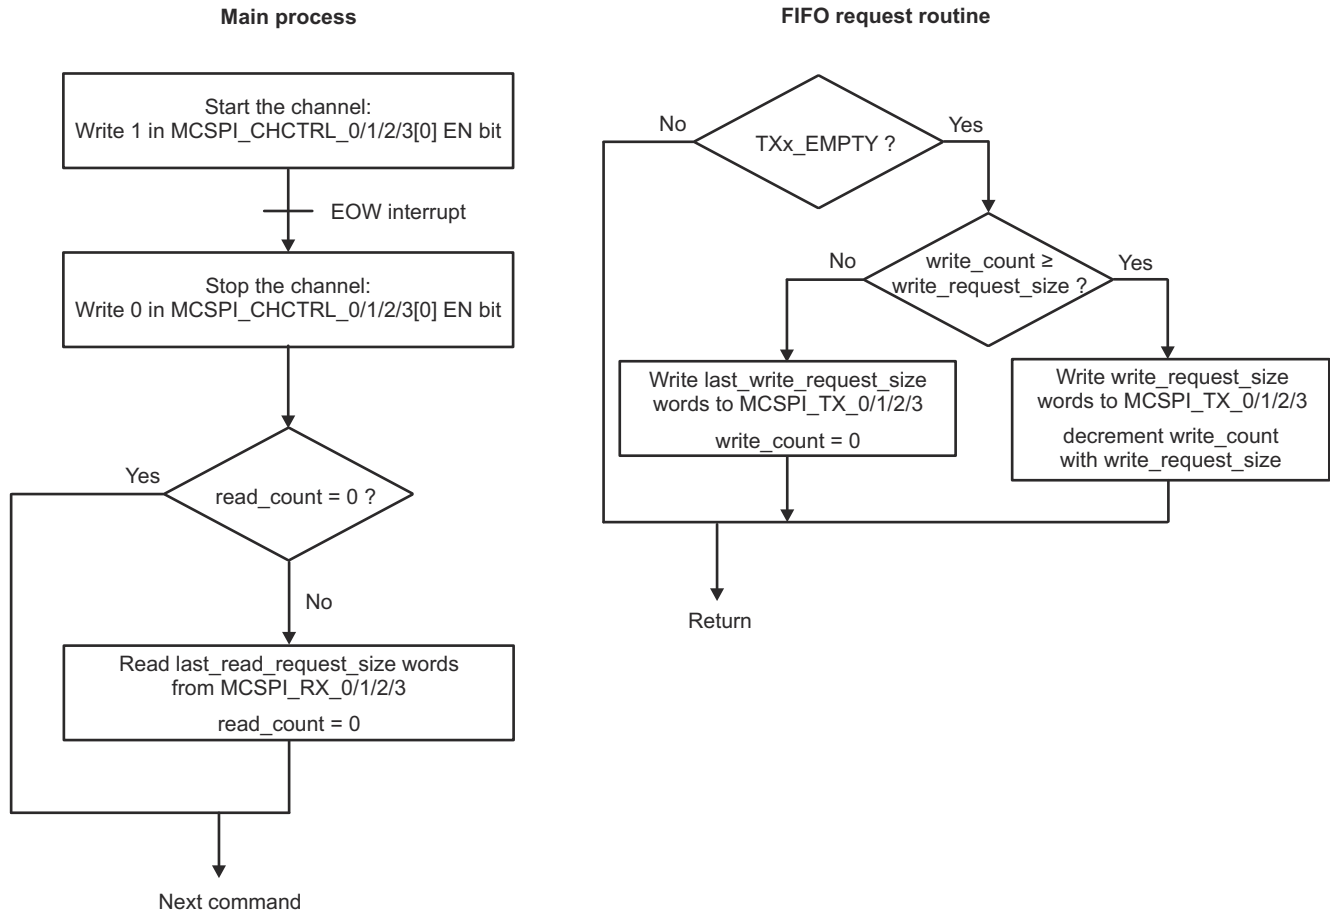 Main process
Start the channel:
Write 1 in MCSPI_CHCTRL_0/1/2/3[0] EN bit
EOW interrupt
Stop the channel:
Write 0 in MCSPI_CHCTRL_0/1/2/3[0] EN bit
Yes
read_count = 0 ?
No
Read last_read_request_size words
from MCSPI_RX_0/1/2/3
read_count = 0
Next command
FIFO request routine
No
TXx_EMPTY ?
Yes
No
write_count ≥
write_request_size ?
Yes
Write last_write_request_size
words to MCSPI_TX_0/1/2/3
write_count = 0
Write write_request_size
words to MCSPI_TX_0/1/2/3
decrement write_count
with write_request_size
Return